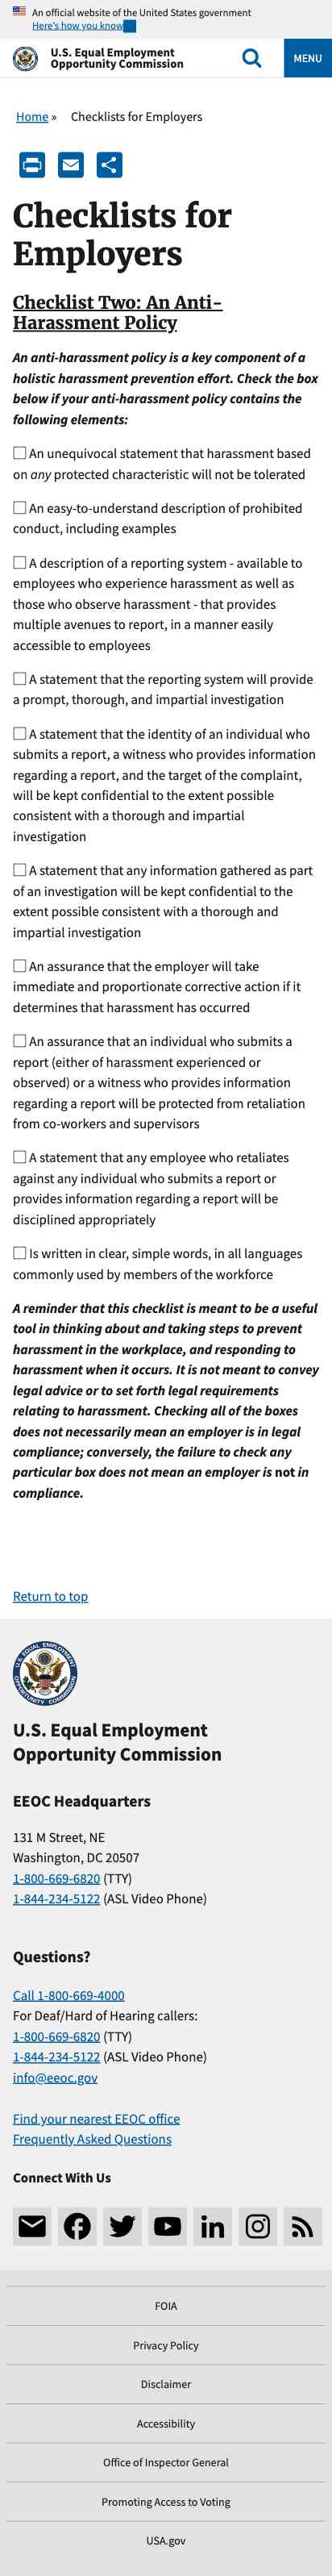 An official website of the United States government
Here's how you know
U.S. Equal Employment
Opportunity Commission
MENU
Home »
Checklists for Employers
Checklists for
Employers
Checklist Two: An Anti-
Harassment Policy
An anti-harassment policy is a key component of a
holistic harassment prevention effort. Check the box
below if your anti-harassment policy contains the
following elements:
☐ An unequivocal statement that harassment based
on any protected characteristic will not be tolerated
☐ An easy-to-understand description of prohibited
conduct, including examples
☐ A description of a reporting system - available to
employees who experience harassment as well as
those who observe harassment - that provides
multiple avenues to report, in a manner easily
accessible to employees
☐ A statement that the reporting system will provide
a prompt, thorough, and impartial investigation
☐ A statement that the identity of an individual who
submits a report, a witness who provides information
regarding a report, and the target of the complaint,
will be kept confidential to the extent possible
consistent with a thorough and impartial
investigation
☐ A statement that any information gathered as part
of an investigation will be kept confidential to the
extent possible consistent with a thorough and
impartial investigation
☐ An assurance that the employer will take
immediate and proportionate corrective action if it
determines that harassment has occurred
☐ An assurance that an individual who submits a
report (either of harassment experienced or
observed) or a witness who provides information
regarding a report will be protected from retaliation
from co-workers and supervisors
☐ A statement that any employee who retaliates
against any individual who submits a report or
provides information regarding a report will be
disciplined appropriately
☐ Is written in clear, simple words, in all languages
commonly used by members of the workforce
A reminder that this checklist is meant to be a useful
tool in thinking about and taking steps to prevent
harassment in the workplace, and responding to
harassment when it occurs. It is not meant to convey
legal advice or to set forth legal requirements
relating to harassment. Checking all of the boxes
does not necessarily mean an employer is in legal
compliance; conversely, the failure to check any
particular box does not mean an employer is not in
compliance.
Return to top
U.S. EQUAL EMPLOYMENT OPPORTUNITY COMMISSION
U.S. Equal Employment
Opportunity Commission
EEOC Headquarters
131 M Street, NE
Washington, DC 20507
1-800-669-6820 (TTY)
1-844-234-5122 (ASL Video Phone)
Questions?
Call 1-800-669-4000
For Deaf/Hard of Hearing callers:
1-800-669-6820 (TTY)
1-844-234-5122 (ASL Video Phone)
info@eeoc.gov
Find your nearest EEOC office
Frequently Asked Questions
Connect With Us
FOIA
Privacy Policy
Disclaimer
Accessibility
Office of Inspector General
Promoting Access to Voting
USA.gov